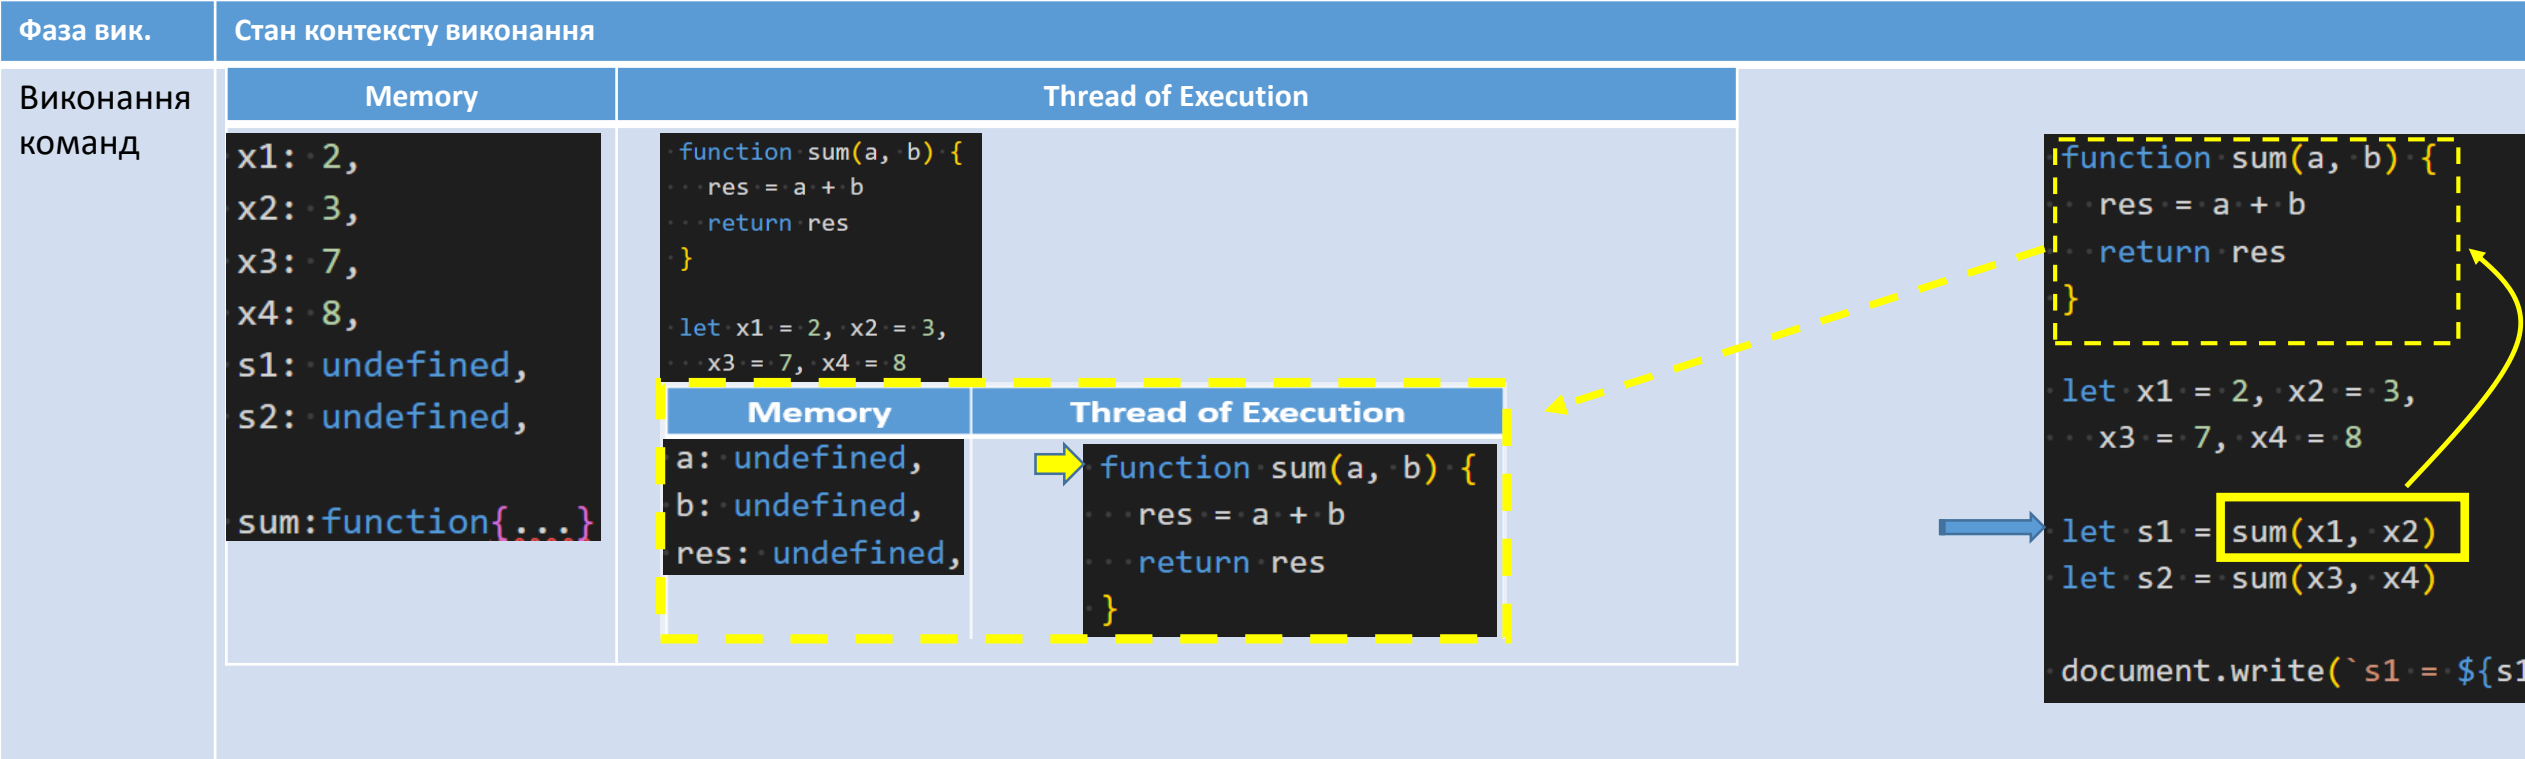 Фаза вик.
Стан контексту виконання
Виконання
команд
Memory
Thread of Execution
x1: 2,
x2: 3,
x3: 7,
x4: 8,
s1: undefined,
s2: undefined,
sum:function{...}
function sum(a, b) {
res = a + b
return res
}
let x1 = 2, x2 = 3,
x3 = 7, x4 = 8
Memory
Thread of Execution
a: undefined,
b: undefined,
res: undefined,
function sum(a, b) {
res = a + b
return res
}
function sum(a, b) {
res = a + b
return res
}
let x1 = 2, x2 = 3,
x3 = 7, x4 = 8
let s1 = sum(x1, x2)
let s2 = sum(x3, x4)
document.write(`s1 = ${s1